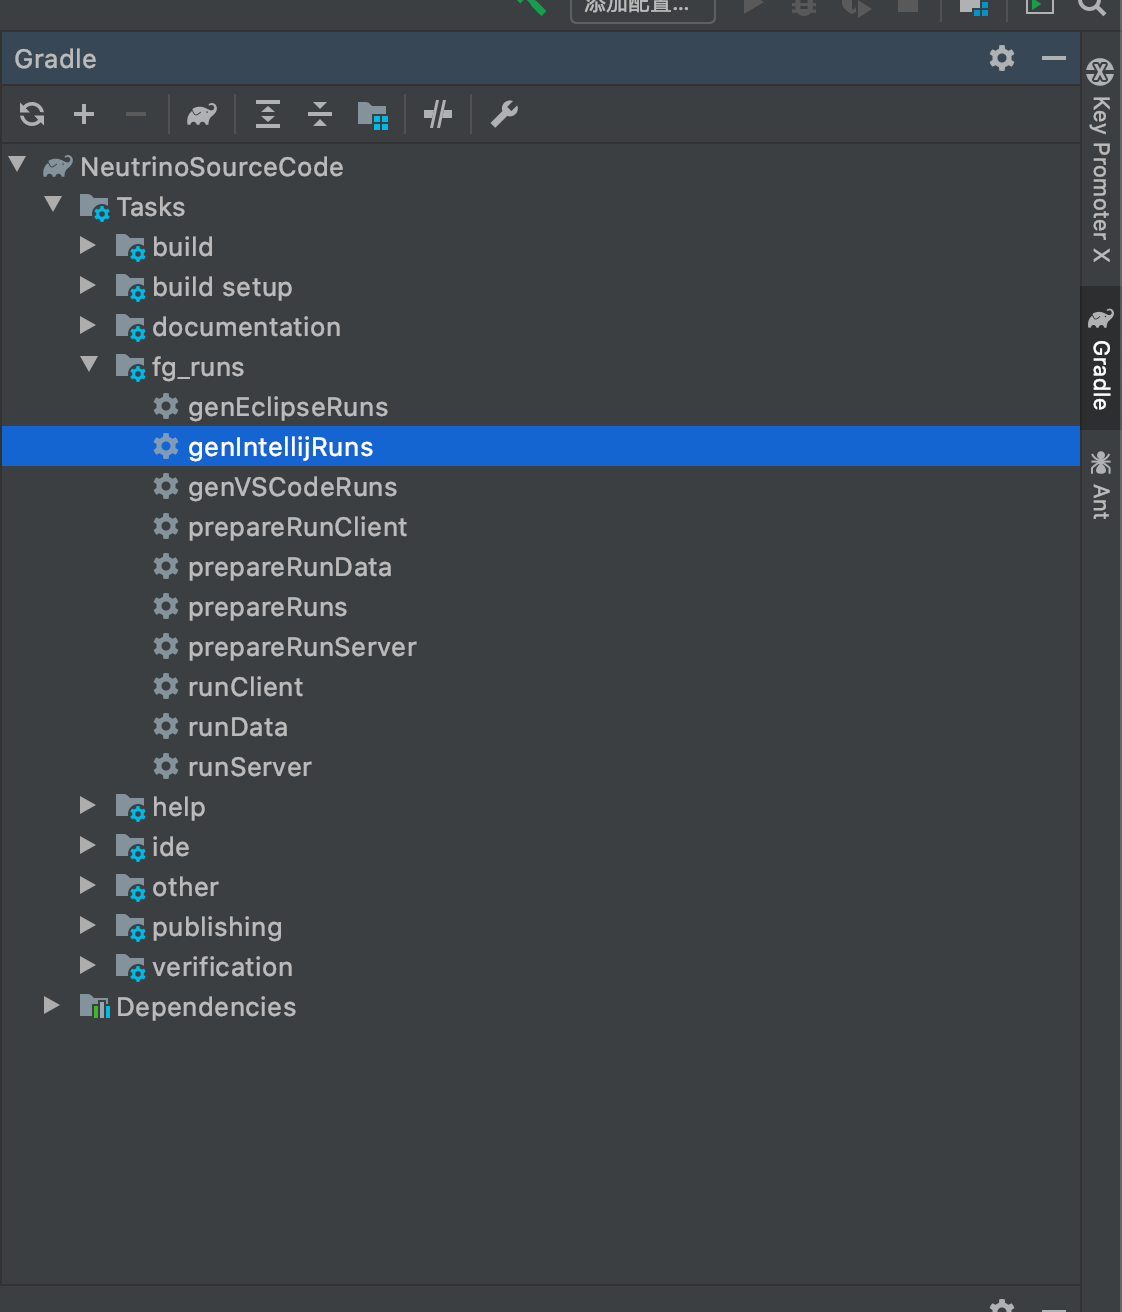 添加配置...
Gradle
NeutrinoSourceCode
Tasks
build
build setup
documentation
fg_runs
genEclipseRuns
genIntellijRuns
genVSCodeRuns
prepareRunClient
prepareRunData
prepareRuns
prepareRunServer
runClient
runData
runServer
help
ide
other
publishing
verification
Dependencies
Key Promoter X
Gradle
Ant